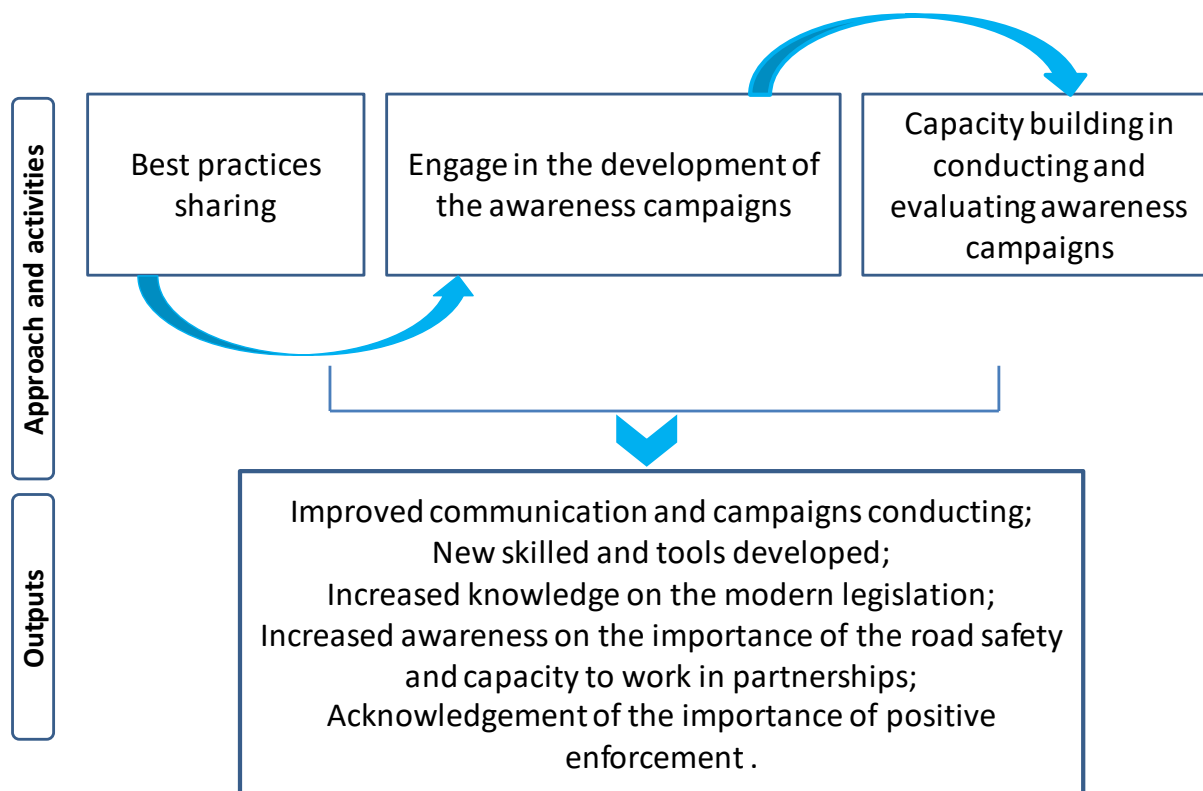 Approach and activities
Best practices
sharing
Engage in the development of
the awareness campaigns
Capacity building in
conducting and
evaluating awareness
campaigns
Outputs
Improved communication and campaigns conducting;
New skilled and tools developed;
Increased knowledge on the modern legislation;
Increased awareness on the importance of the road safety
and capacity to work in partnerships;
Acknowledgement of the importance of positive
enforcement .